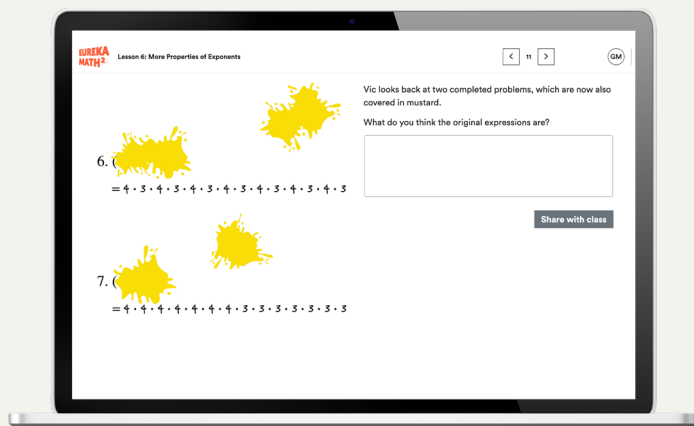 EUREKA
MATH²
Lesson 6: More Properties of Exponents
< 11 >
GM
Vic looks back at two completed problems, which are now also
covered in mustard.
What do you think the original expressions are?
6. (
= 4 · 3 · 4 · 3 · 4 · 3 · 4 · 3 · 4 · 3 · 4 · 3 · 4 · 3
Share with class
7. (
= 4 · 4 · 4 · 4 · 4 · 4 · 4 · 3 · 3 · 3 · 3 · 3 · 3 · 3